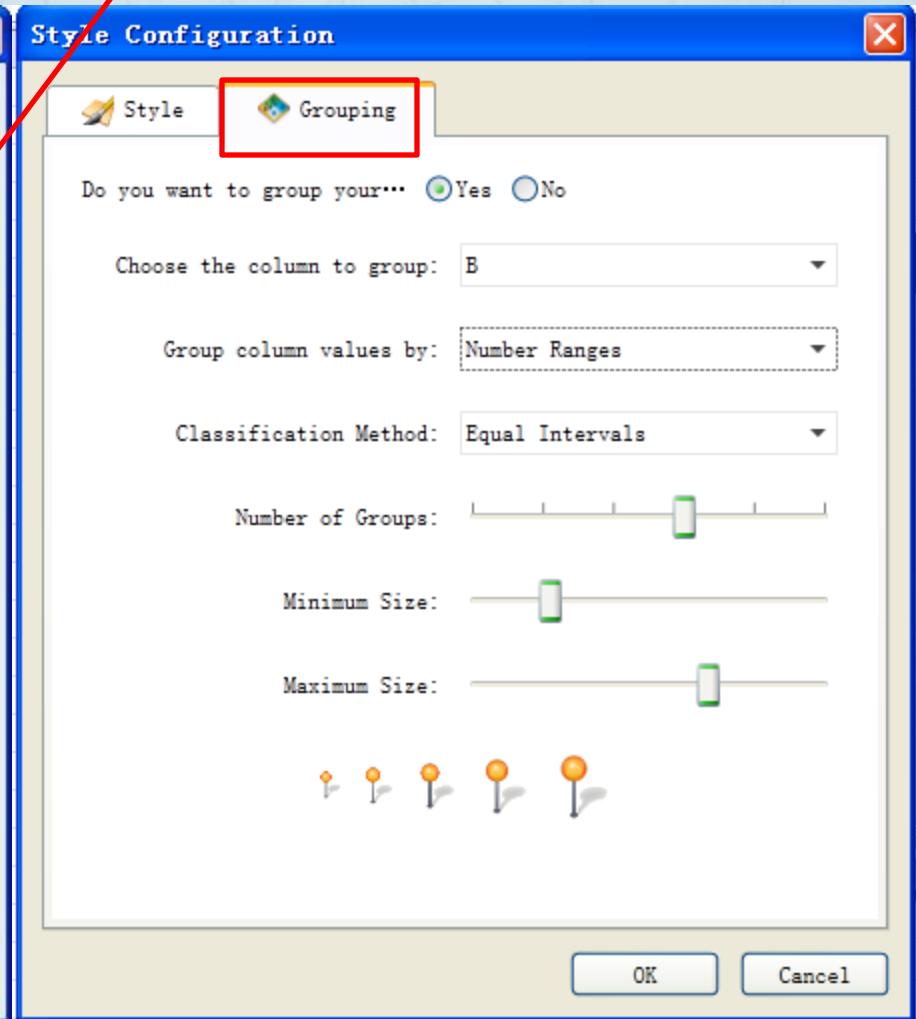 Style Configuration
Style Grouping
Do you want to group your… Yes No
Choose the column to group: B
Group column values by: Number Ranges
Classification Method: Equal Intervals
Number of Groups:
Minimum Size:
Maximum Size:
OK Cancel